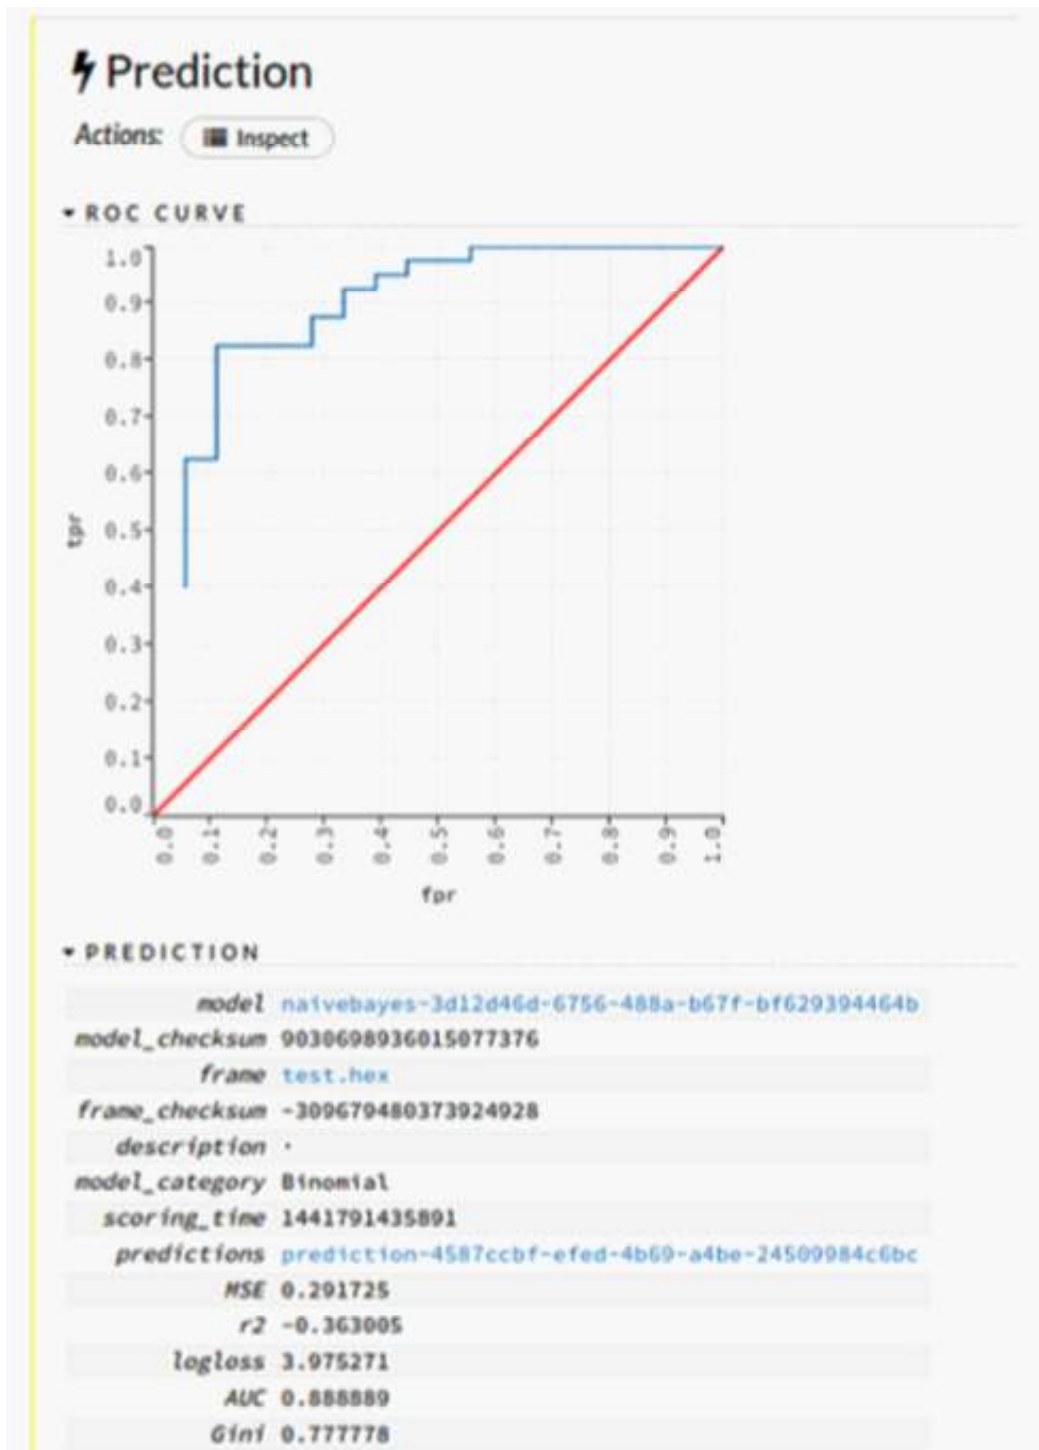 Prediction
Actions: Inspect
ROC CURVE
1.0
0.9
0.8
0.7
0.6
0.5
0.4
0.3
0.2
0.1
0.0
tpr
0.0 0.1 0.2 0.3 0.4 0.5 0.6 0.7 0.8 0.9 1.0
fpr
PREDICTION
model naivebayes-3d12d46d-6756-488a-b67f-bf629394464b
model_checksum 9030698936015077376
frame test.hex
frame_checksum -309679480373924928
description ·
model_category Binomial
scoring_time 1441791435891
predictions prediction-4587ccbf-efed-4b69-a4be-24509984c6bc
MSE 0.291725
r2 -0.363005
logloss 3.975271
AUC 0.888889
Gini 0.777778